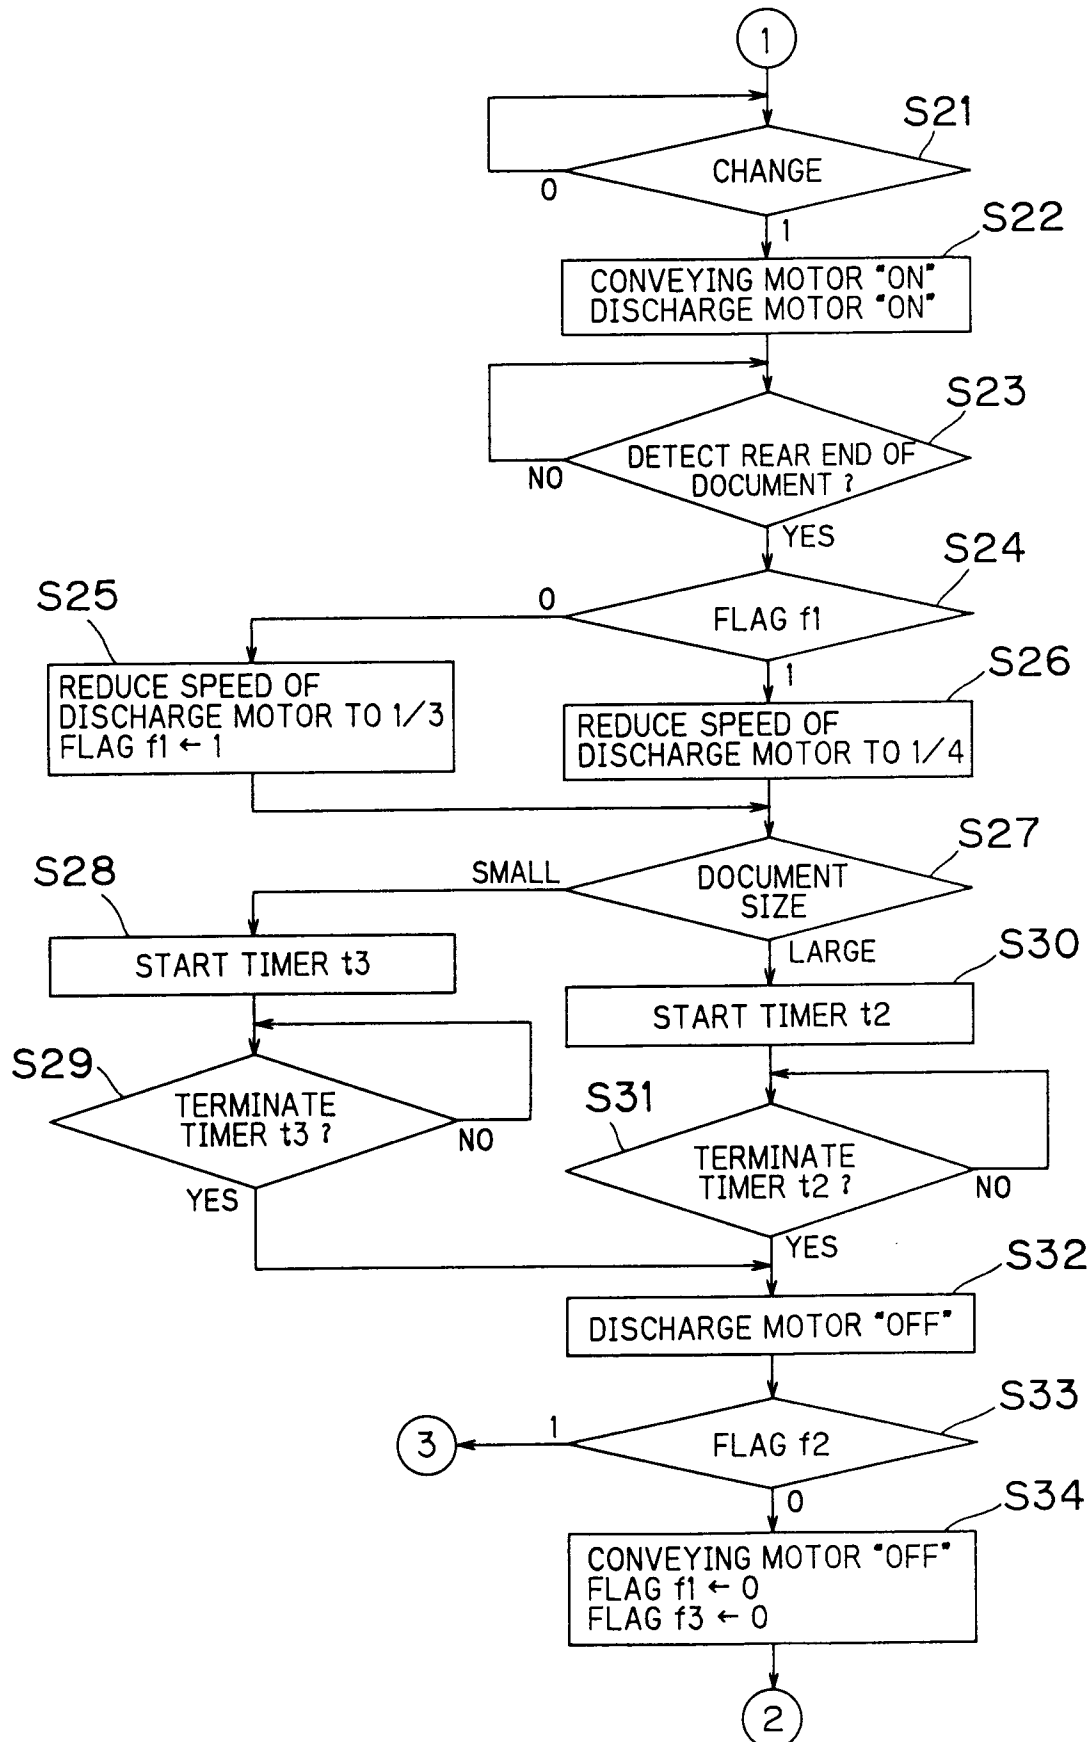 1
S21
CHANGE
0
1
S22
CONVEYING MOTOR "ON"
DISCHARGE MOTOR "ON"
S23
DETECT REAR END OF
DOCUMENT ?
NO
YES
S24
FLAG f1
0
1
S25
REDUCE SPEED OF
DISCHARGE MOTOR TO 1/3
FLAG f1 ← 1
S26
REDUCE SPEED OF
DISCHARGE MOTOR TO 1/4
S27
DOCUMENT
SIZE
SMALL
LARGE
S28
START TIMER t3
S30
START TIMER t2
S29
TERMINATE
TIMER t3 ?
NO
YES
S31
TERMINATE
TIMER t2 ?
NO
YES
S32
DISCHARGE MOTOR "OFF"
S33
FLAG f2
1
3
0
S34
CONVEYING MOTOR "OFF"
FLAG f1 ← 0
FLAG f3 ← 0
2